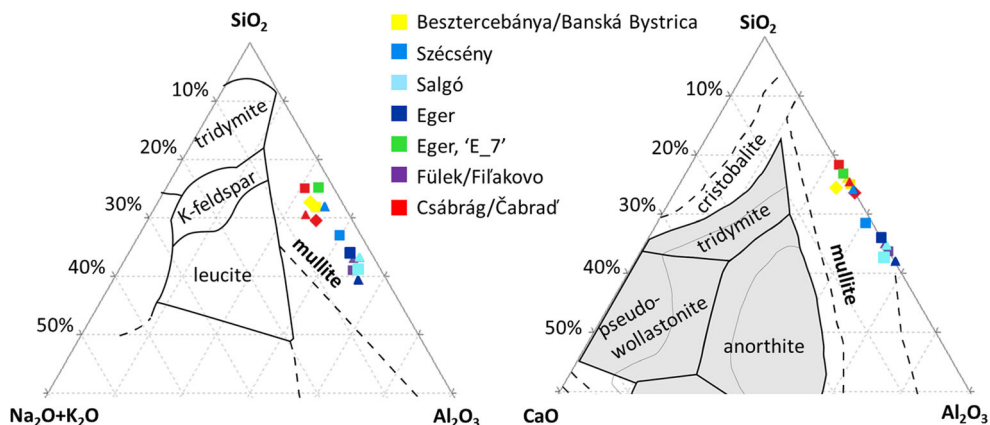 SiO2
10%
20%
30%
40%
50%
tridymite
K-feldspar
leucite
mullite
Na2O+K2O
Al2O3
Besztercebánya/Banská Bystrica
Szécsény
Salgó
Eger
Eger, ‘E_7’
Fülek/Fiľakovo
Csábrág/Čabraď
SiO2
10%
20%
30%
40%
50%
cristobalite
tridymite
mullite
pseudo-
wollastonite
anorthite
CaO
Al2O3